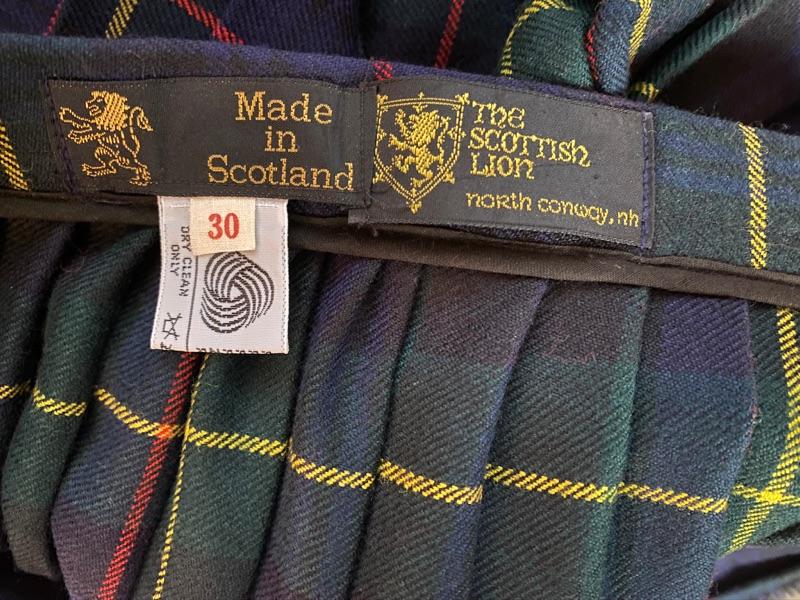 Made
in
Scotland
The
Scottish
Lion
north conway, nh
30
DRY CLEAN
ONLY